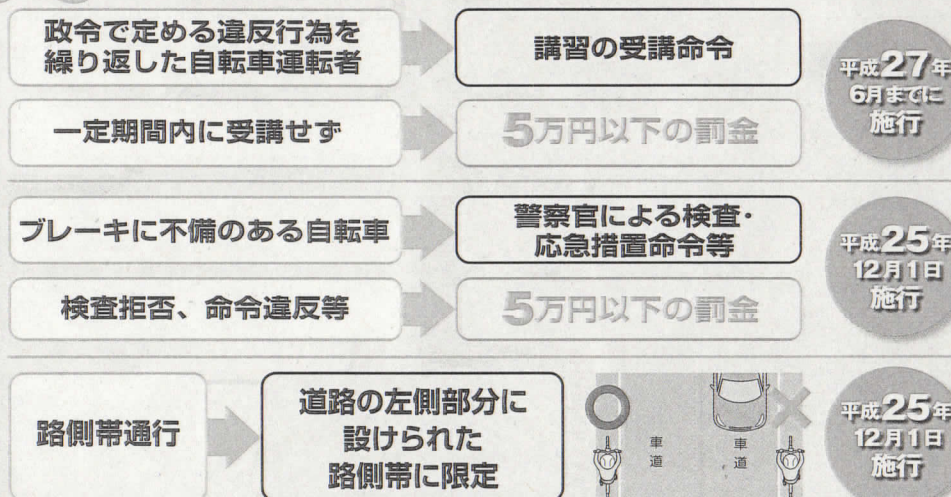 政令で定める違反行為を
繰り返した自転車運転者
講習の受講命令
平成27年
6月までに
施行
一定期間内に受講せず
5万円以下の罰金
ブレーキに不備のある自転車
警察官による検査・
応急措置命令等
平成25年
12月1日
施行
検査拒否、命令違反等
5万円以下の罰金
路側帯通行
道路の左側部分に
設けられた
路側帯に限定
車道
車道
平成25年
12月1日
施行